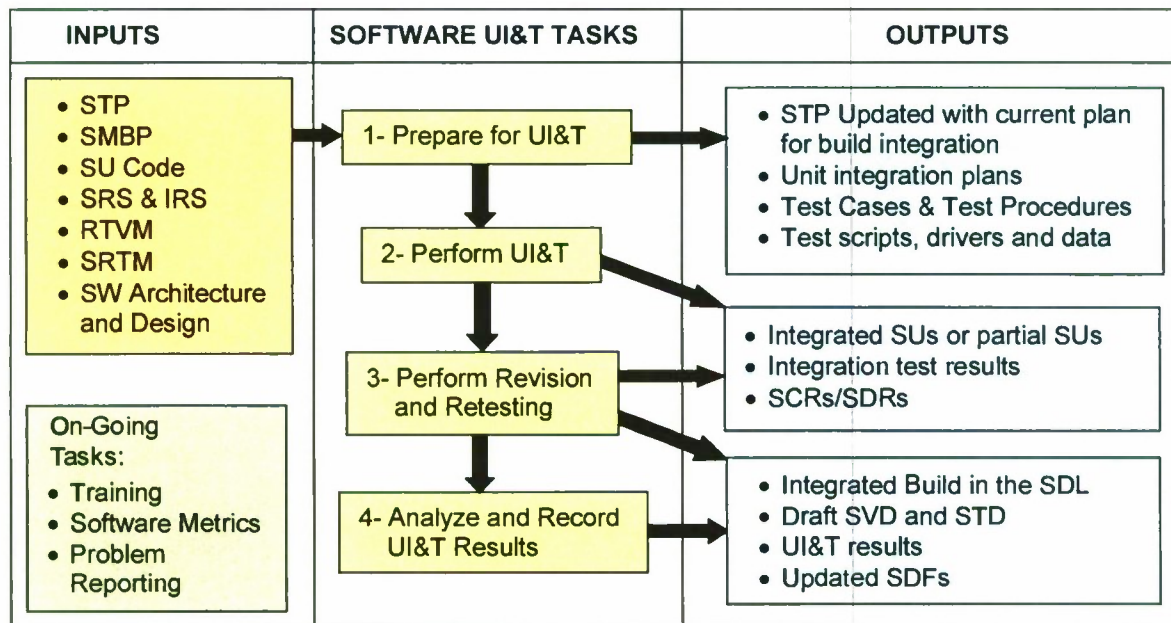 INPUTS
SOFTWARE UI&T TASKS
OUTPUTS
• STP
• SMBP
• SU Code
• SRS & IRS
• RTVM
• SRTM
• SW Architecture
and Design
On-Going
Tasks:
• Training
• Software Metrics
• Problem
Reporting
1- Prepare for UI&T
2- Perform UI&T
3- Perform Revision
and Retesting
4- Analyze and Record
UI&T Results
• STP Updated with current plan
for build integration
• Unit integration plans
• Test Cases & Test Procedures
• Test scripts, drivers and data
• Integrated SUs or partial SUs
• Integration test results
• SCRs/SDRs
• Integrated Build in the SDL
• Draft SVD and STD
• UI&T results
• Updated SDFs